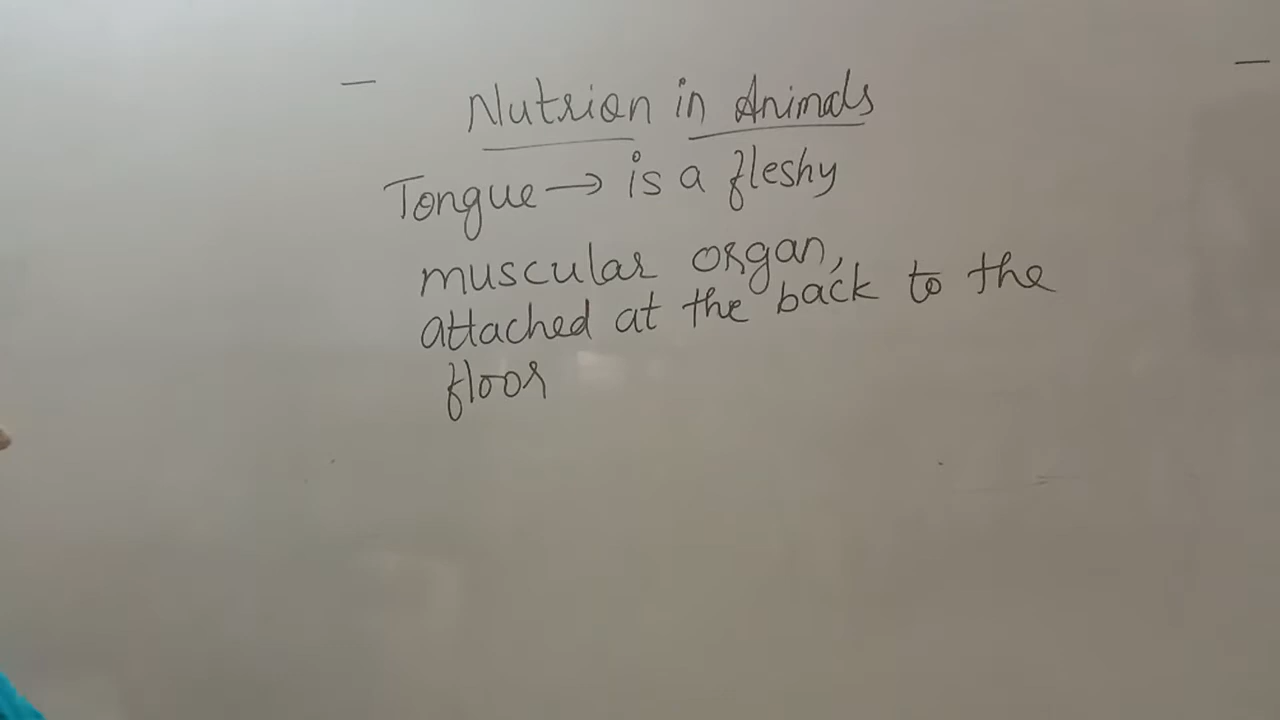 Nutrion in Animals
Tongue → is a fleshy
muscular organ,
attached at the back to the
floor